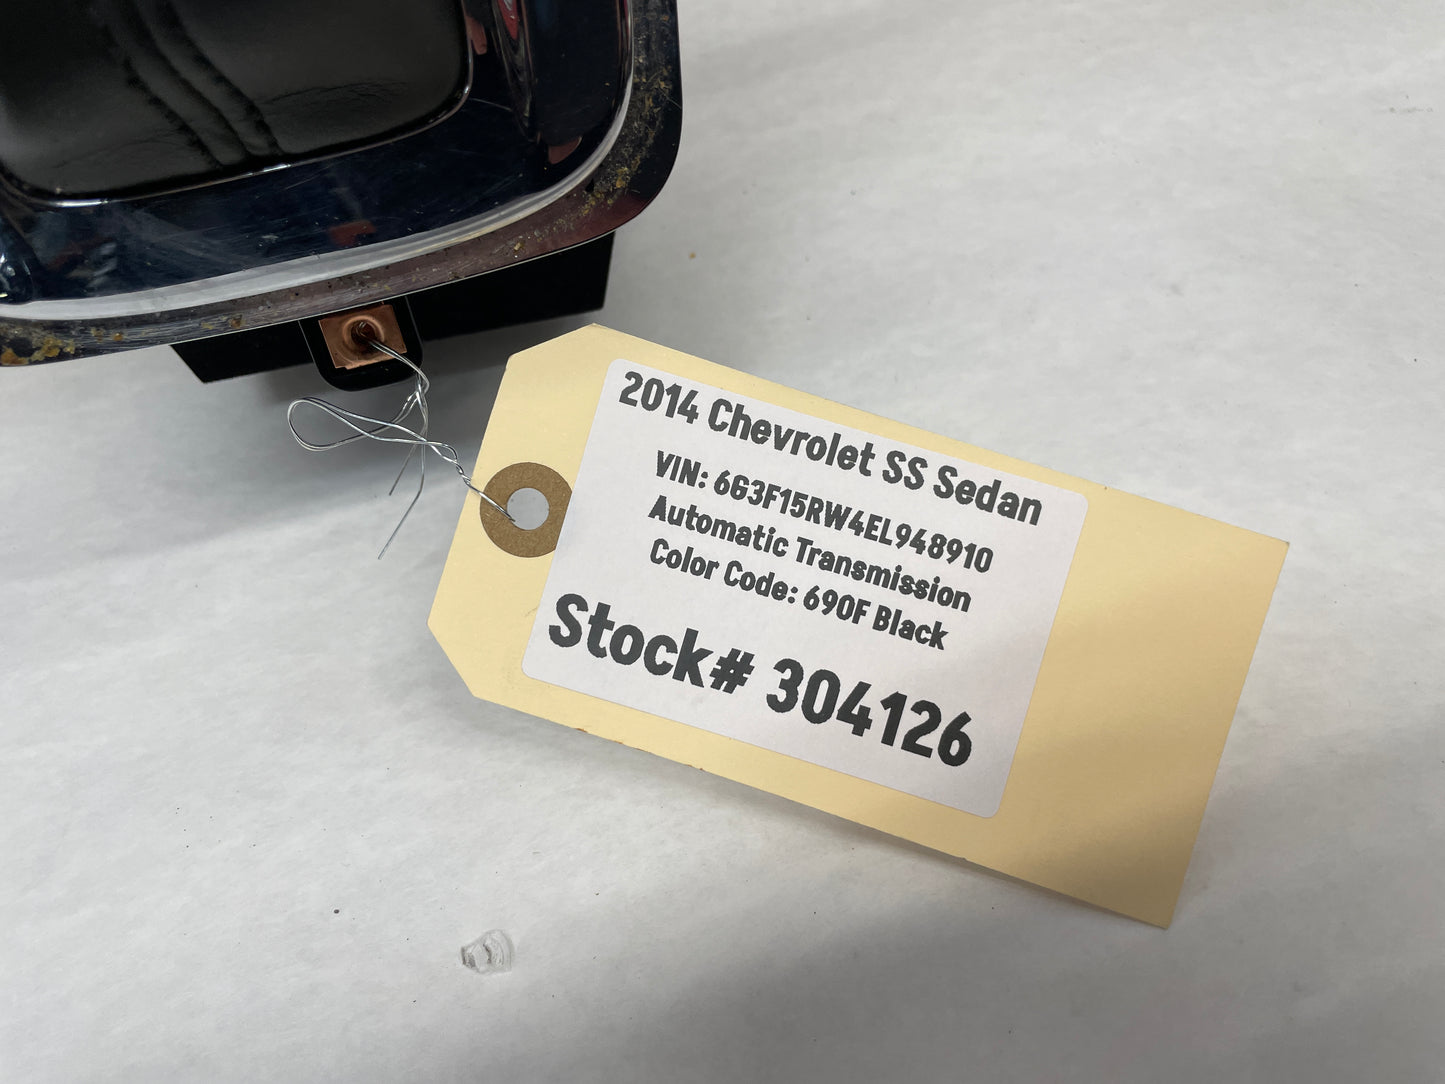 2014 Chevrolet SS Sedan
VIN: 6G3F15RW4EL948910
Automatic Transmission
Color Code: 690F Black
Stock# 304126